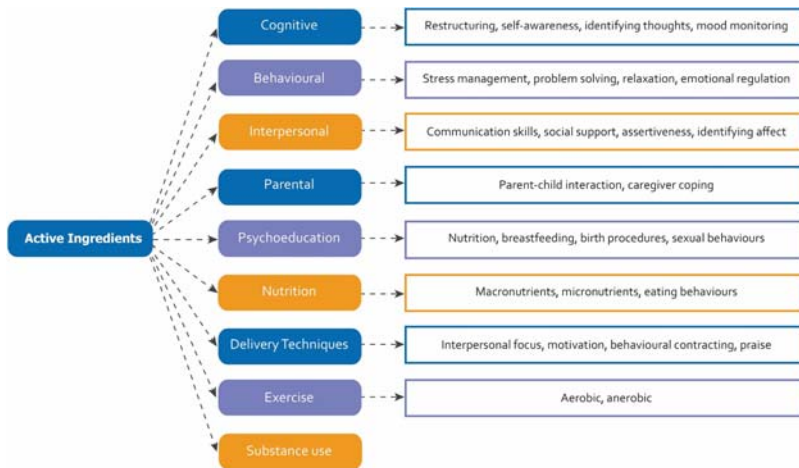 Cognitive
Restructuring, self-awareness, identifying thoughts, mood monitoring
Behavioural
Stress management, problem solving, relaxation, emotional regulation
Interpersonal
Communication skills, social support, assertiveness, identifying affect
Parental
Parent-child interaction, caregiver coping
Active Ingredients
Psychoeducation
Nutrition, breastfeeding, birth procedures, sexual behaviours
Nutrition
Macronutrients, micronutrients, eating behaviours
Delivery Techniques
Interpersonal focus, motivation, behavioural contracting, praise
Exercise
Aerobic, anerobic
Substance use